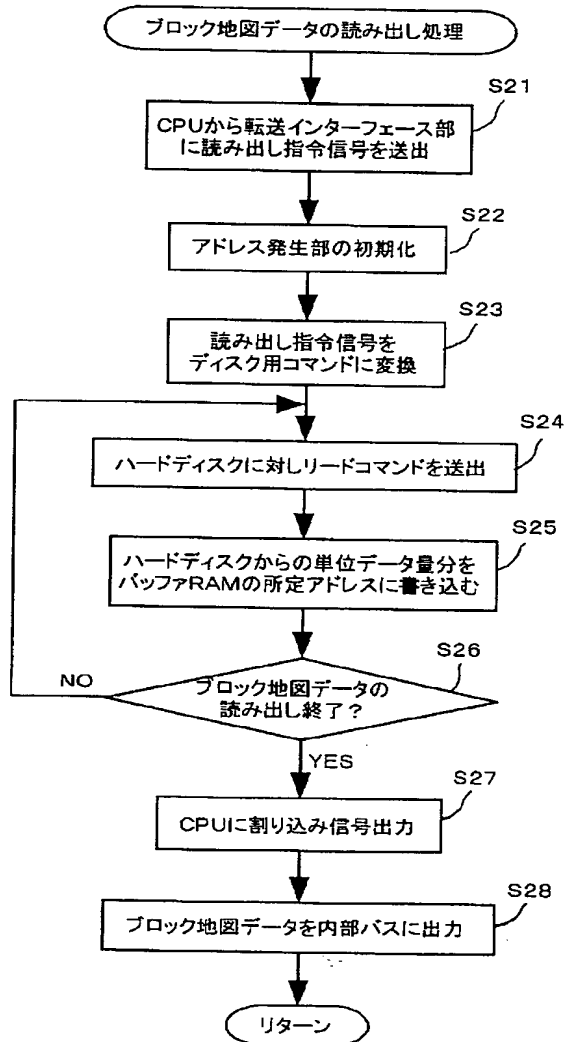 ブロック地図データの読み出し処理
S21
CPUから転送インターフェース部
に読み出し指令信号を送出
S22
アドレス発生部の初期化
S23
読み出し指令信号を
ディスク用コマンドに変換
S24
ハードディスクに対しリードコマンドを送出
S25
ハードディスクからの単位データ量分を
バッファRAMの所定アドレスに書き込む
S26
NO
ブロック地図データの
読み出し終了?
YES
S27
CPUに割り込み信号出力
S28
ブロック地図データを内部バスに出力
リターン